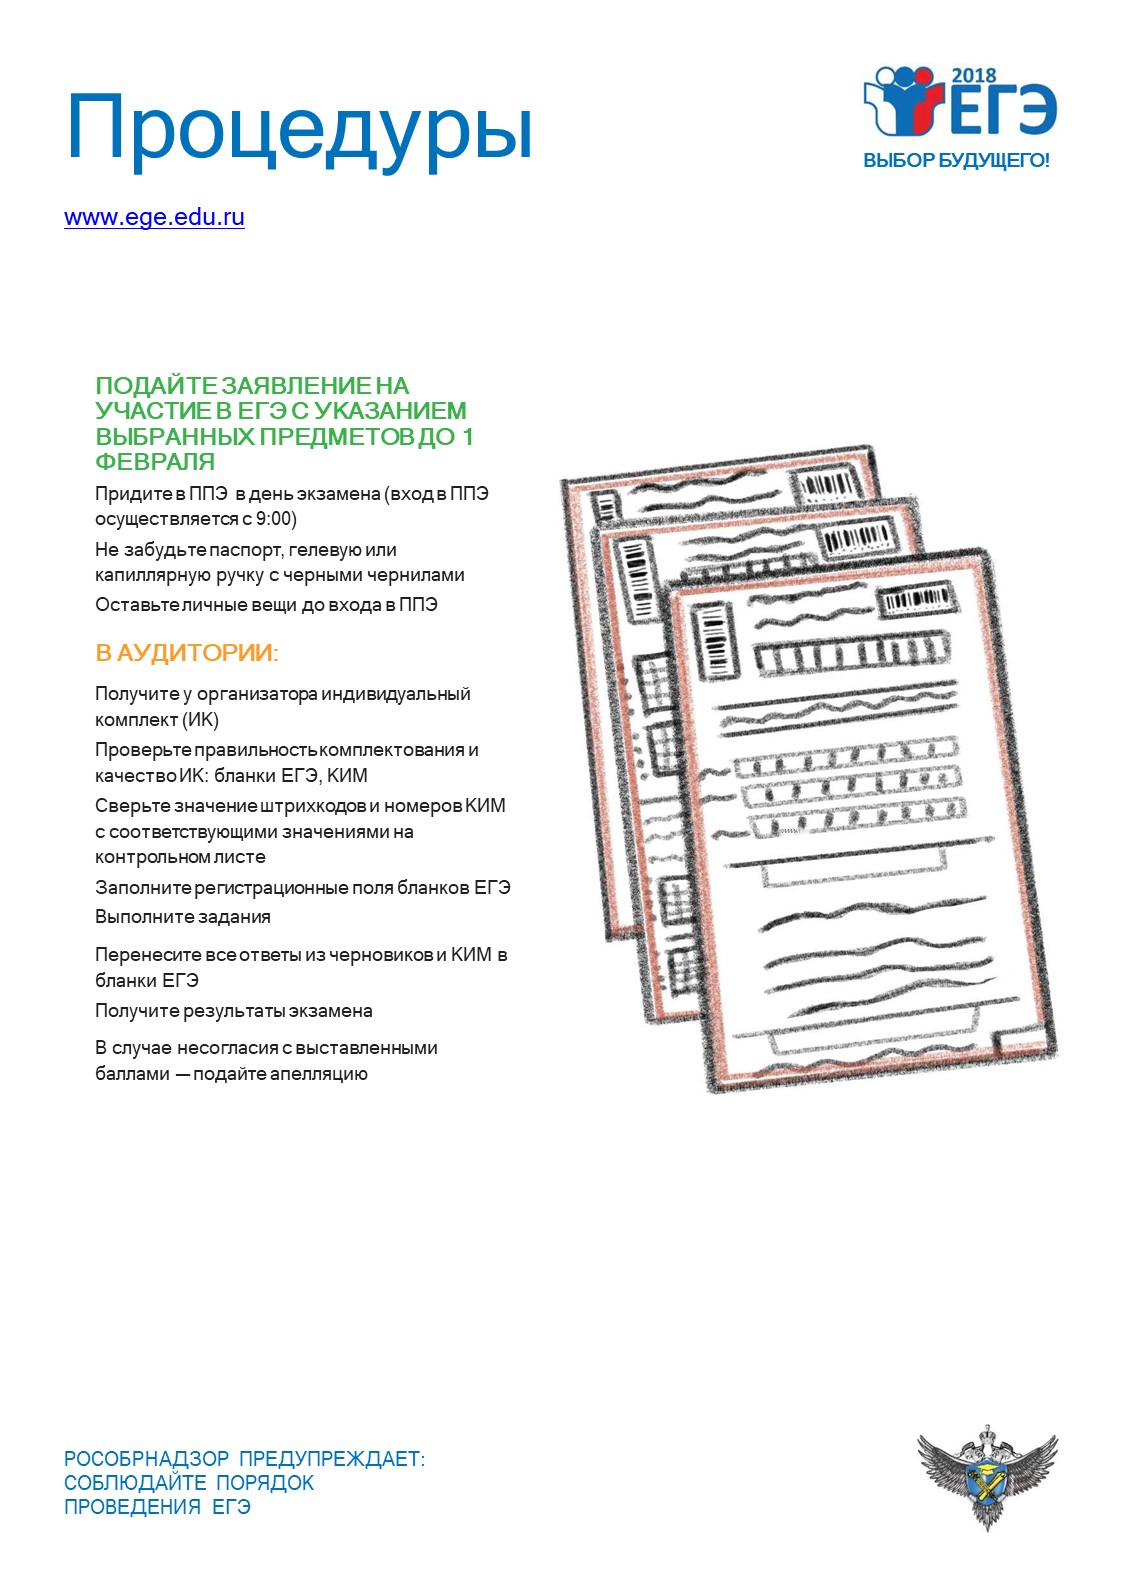 Процедуры
2018
ЕГЭ
ВЫБОР БУДУЩЕГО!
www.ege.edu.ru
ПОДАЙТЕ ЗАЯВЛЕНИЕ НА
УЧАСТИЕ В ЕГЭ С УКАЗАНИЕМ
ВЫБРАННЫХ ПРЕДМЕТОВ ДО 1
ФЕВРАЛЯ
Придите в ППЭ в день экзамена (вход в ППЭ
осуществляется с 9:00)
Не забудьте паспорт, гелевую или
капиллярную ручку с черными чернилами
Оставьте личные вещи до входа в ППЭ
В АУДИТОРИИ:
Получите у организатора индивидуальный
комплект (ИК)
Проверьте правильность комплектования и
качество ИК: бланки ЕГЭ, КИМ
Сверьте значение штрихкодов и номеров КИМ
с соответствующими значениями на
контрольном листе
Заполните регистрационные поля бланков ЕГЭ
Выполните задания
Перенесите все ответы из черновиков и КИМ в
бланки ЕГЭ
Получите результаты экзамена
В случае несогласия с выставленными
баллами — подайте апелляцию
РОСОБРНАДЗОР ПРЕДУПРЕЖДАЕТ:
СОБЛЮДАЙТЕ ПОРЯДОК
ПРОВЕДЕНИЯ ЕГЭ